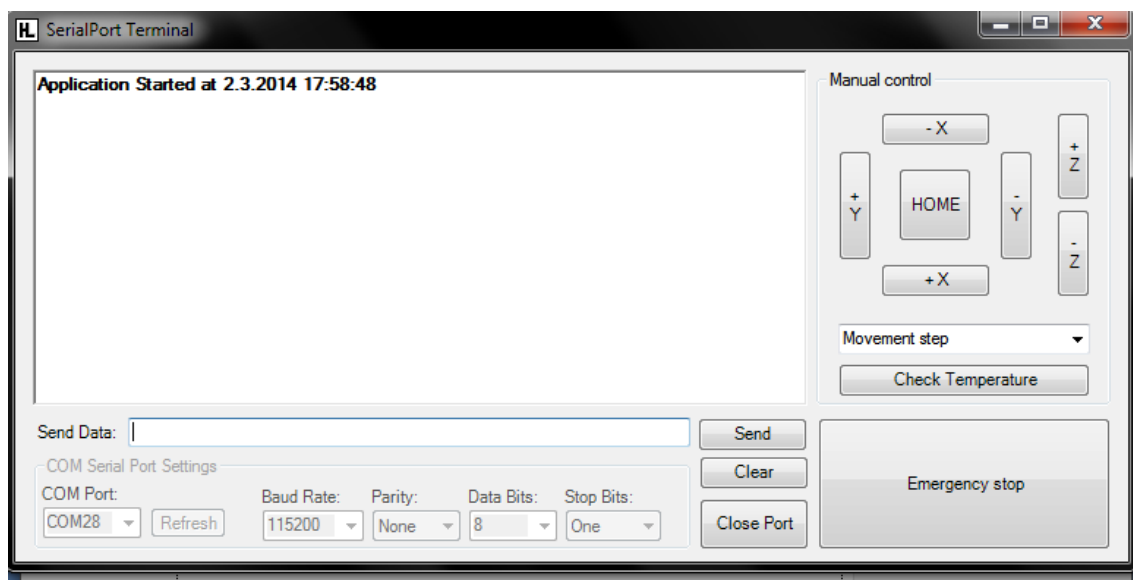 HL SerialPort Terminal
Application Started at 2.3.2014 17:58:48
Manual control
- X
+ Y
HOME
- Y
+ Z
- Z
+ X
Movement step
Check Temperature
Send Data:
Send
COM Serial Port Settings
Clear
COM Port:
Baud Rate:
Parity:
Data Bits:
Stop Bits:
COM28
Refresh
115200
None
8
One
Close Port
Emergency stop